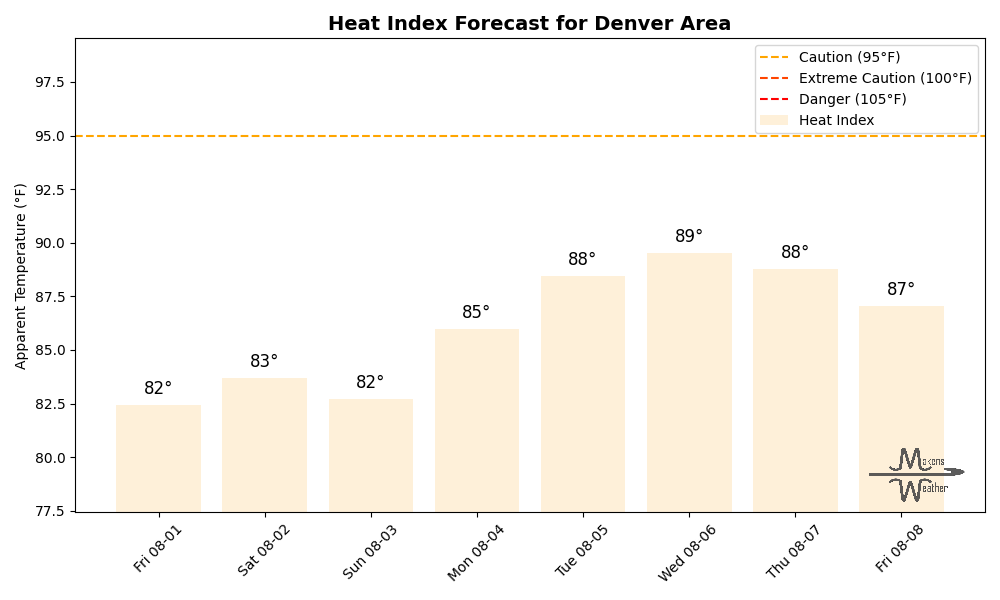 Heat Index Forecast for Denver Area
Caution (95°F)
Extreme Caution (100°F)
Danger (105°F)
Heat Index
Apparent Temperature (°F)
97.5
95.0
92.5
90.0
87.5
85.0
82.5
80.0
77.5
82°
83°
82°
85°
88°
89°
88°
87°
Fri 08-01
Sat 08-02
Sun 08-03
Mon 08-04
Tue 08-05
Wed 08-06
Thu 08-07
Fri 08-08